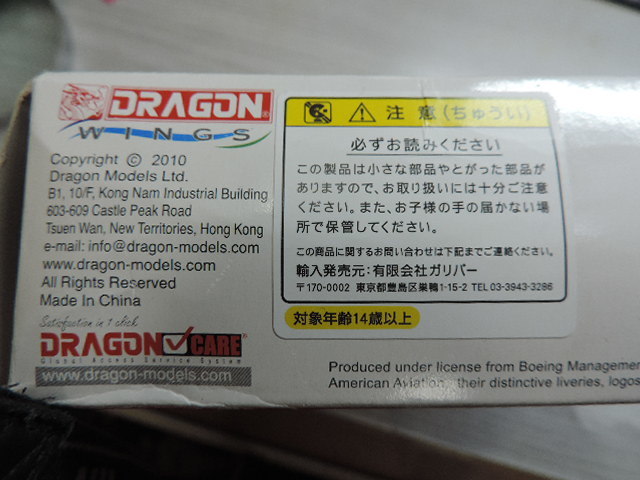 DRAGON
WINGS
Copyright © 2010
Dragon Models Ltd.
B1, 10/F, Kong Nam Industrial Building
603-609 Castle Peak Road
Tsuen Wan, New Territories, Hong Kong
e-mail: info@dragon-models.com
www.dragon-models.com
All Rights Reserved
Made In China
Satisfaction in 1 click
DRAGON CARE
Global Access Service System
www.dragon-models.com
注意(ちゅうい)
必ずお読みください
この製品は小さな部品やとがった部品が
ありますので、お取り扱いには十分ご注意
ください。また、お子様の手の届かない場
所で保管してください。
この商品に関するお問い合わせは下記までご連絡ください。
輸入発売元:有限会社ガリバー
〒170-0002 東京都豊島区巣鴨1-15-2 TEL 03-3943-3286
対象年齢14歳以上
Produced under license from Boeing Management
American Aviation, their distinctive liveries, logos